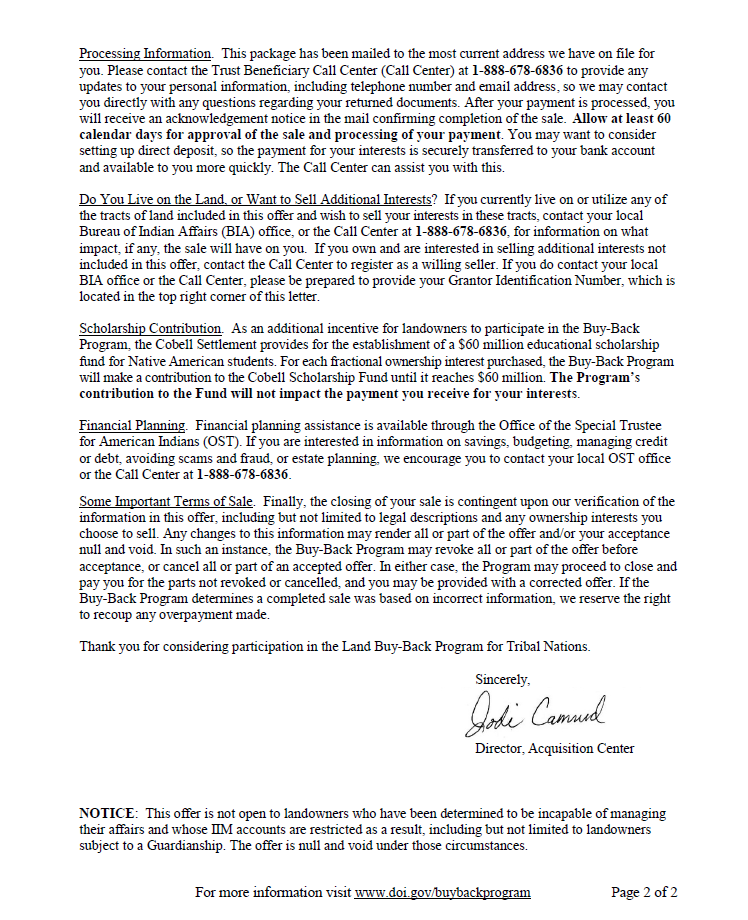 Processing Information.  This package has been mailed to the most current address we have on file for
you. Please contact the Trust Beneficiary Call Center (Call Center) at 1-888-678-6836 to provide any
updates to your personal information, including telephone number and email address, so we may contact
you directly with any questions regarding your returned documents. After your payment is processed, you
will receive an acknowledgement notice in the mail confirming completion of the sale.  Allow at least 60
calendar days for approval of the sale and processing of your payment. You may want to consider
setting up direct deposit, so the payment for your interests is securely transferred to your bank account
and available to you more quickly. The Call Center can assist you with this.
Do You Live on the Land, or Want to Sell Additional Interests?  If you currently live on or utilize any of
the tracts of land included in this offer and wish to sell your interests in these tracts, contact your local
Bureau of Indian Affairs (BIA) office, or the Call Center at 1-888-678-6836, for information on what
impact, if any, the sale will have on you.  If you own and are interested in selling additional interests not
included in this offer, contact the Call Center to register as a willing seller. If you do contact your local
BIA office or the Call Center, please be prepared to provide your Grantor Identification Number, which is
located in the top right corner of this letter.
Scholarship Contribution.  As an additional incentive for landowners to participate in the Buy-Back
Program, the Cobell Settlement provides for the establishment of a $60 million educational scholarship
fund for Native American students. For each fractional ownership interest purchased, the Buy-Back Program
will make a contribution to the Cobell Scholarship Fund until it reaches $60 million. The Program's
contribution to the Fund will not impact the payment you receive for your interests.
Financial Planning.  Financial planning assistance is available through the Office of the Special Trustee
for American Indians (OST). If you are interested in information on savings, budgeting, managing credit
or debt, avoiding scams and fraud, or estate planning, we encourage you to contact your local OST office
or the Call Center at 1-888-678-6836.
Some Important Terms of Sale.  Finally, the closing of your sale is contingent upon our verification of the
information in this offer, including but not limited to legal descriptions and any ownership interests you
choose to sell. Any changes to this information may render all or part of the offer and/or your acceptance
null and void. In such an instance, the Buy-Back Program may revoke all or part of the offer before
acceptance, or cancel all or part of an accepted offer. In either case, the Program may proceed to close and
pay you for the parts not revoked or cancelled, and you may be provided with a corrected offer. If the
Buy-Back Program determines a completed sale was based on incorrect information, we reserve the right
to recoup any overpayment made.
Thank you for considering participation in the Land Buy-Back Program for Tribal Nations.
Sincerely,
Jodi
Director, Acquisition Center
NOTICE:  This offer is not open to landowners who have been determined to be incapable of managing
their affairs and whose IIM accounts are restricted as a result, including but not limited to landowners
subject to a Guardianship. The offer is null and void under those circumstances.
For more information visit www.doi.gov/buybackprogram
Page 2 of 2